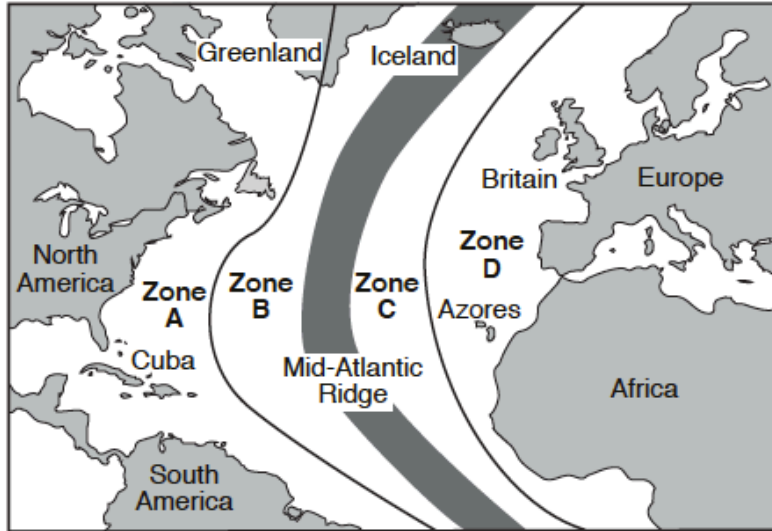 Greenland
Iceland
Britain
Europe
North
America
Zone
A
Zone
B
Zone
C
Zone
D
Azores
Cuba
Mid-Atlantic
Ridge
Africa
South
America